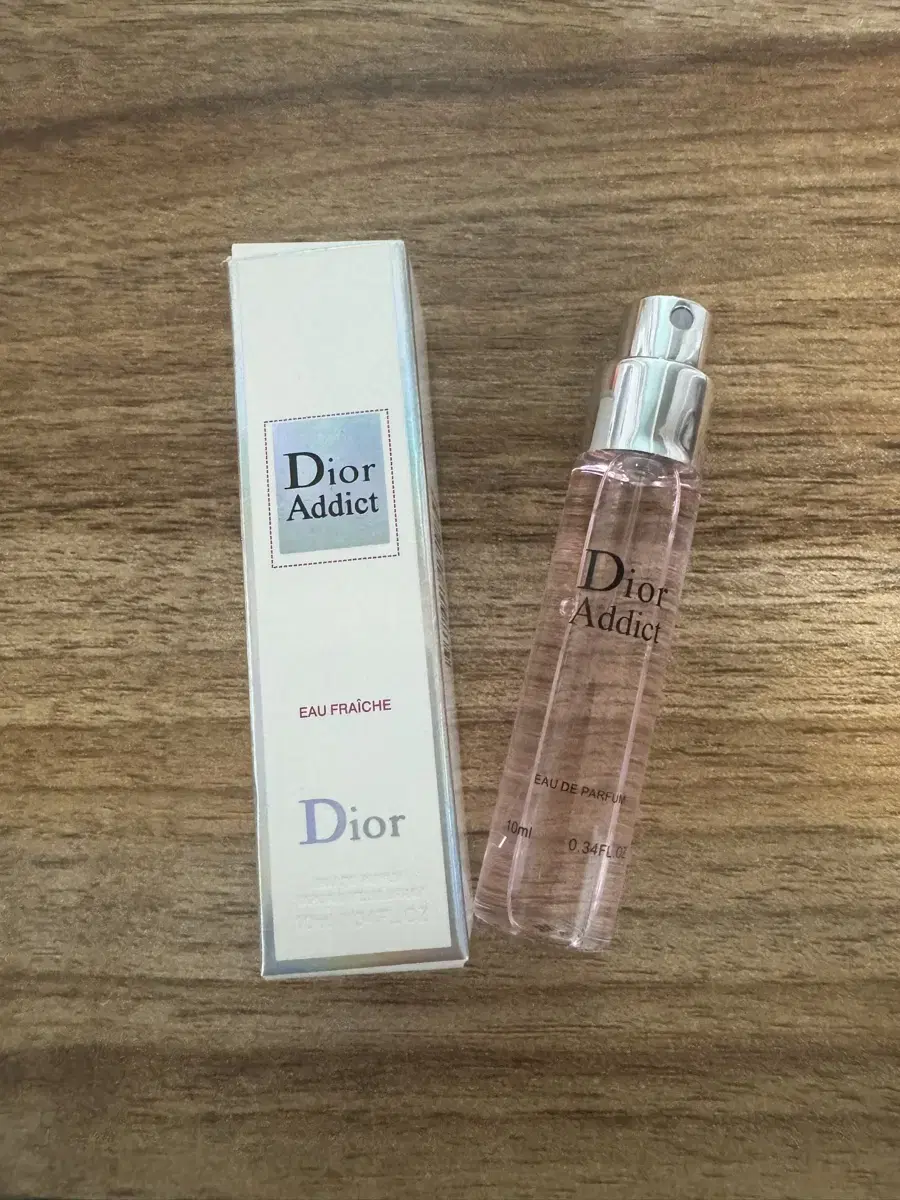 Dior
Addict
EAU FRAÎCHE
Dior
Dior
Addict
EAU DE PARFUM
10ml 0.34FL.OZ